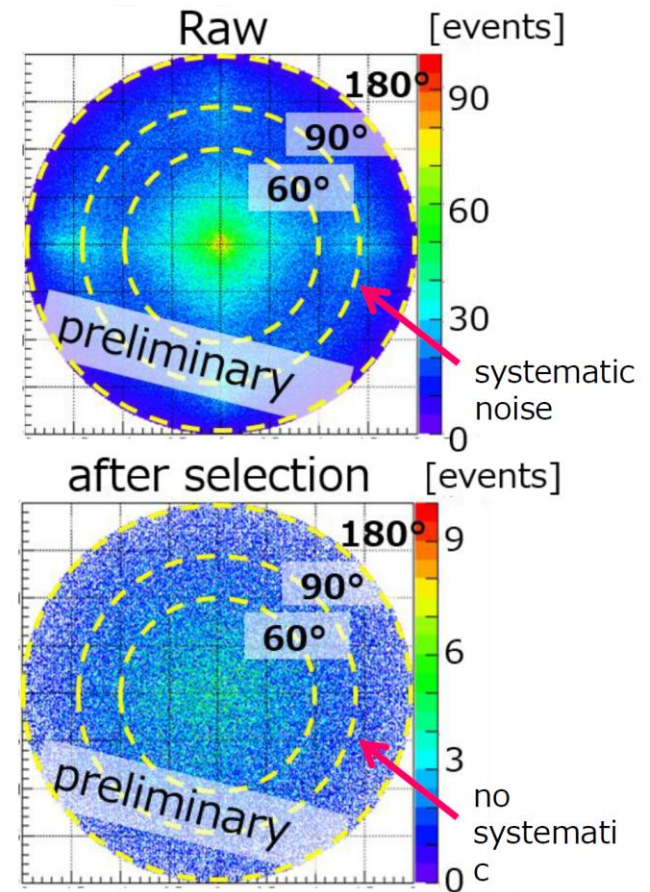 Raw
[events]
180°
90
90°
60°
60
30
preliminary
systematic
noise
0
after selection
[events]
180°
9
90°
60°
6
3
preliminary
no
systemati
c
0